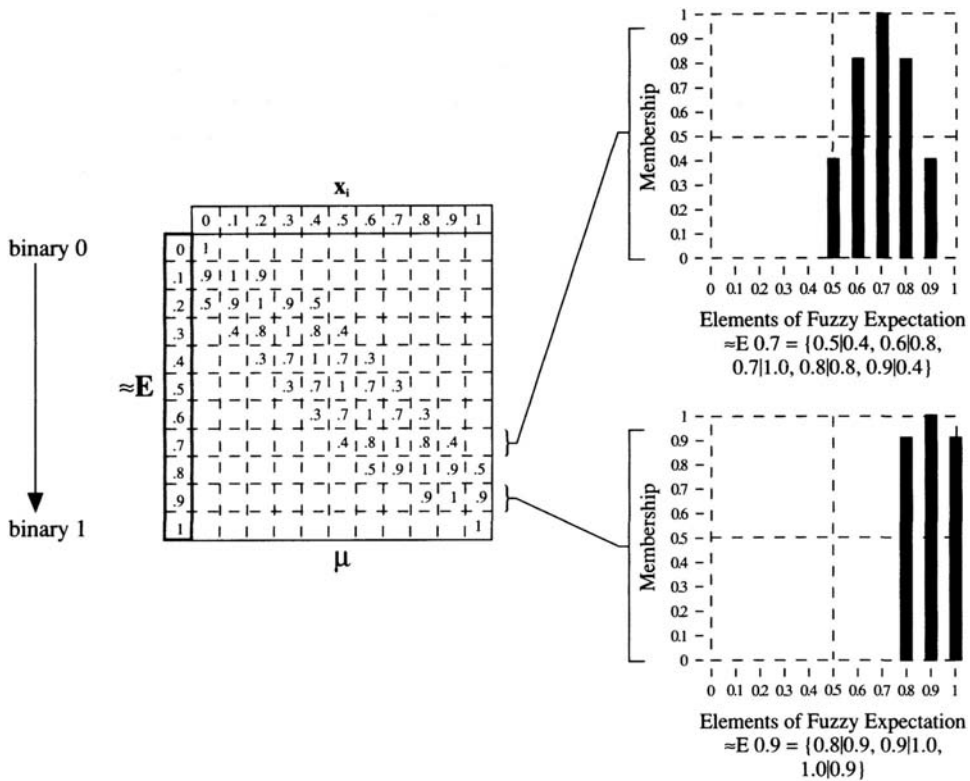 x_i
0 .1 .2 .3 .4 .5 .6 .7 .8 .9 1
binary 0
0 1
.1 .9 1 .9
.2 .5 .9 1 .9 .5
.3 .4 .8 1 .8 .4
.4 .3 .7 1 .7 .3
≈E
.5 .3 .7 1 .7 .3
.6 .3 .7 1 .7 .3
.7 .4 .8 1 .8 .4
.8 .5 .9 1 .9 .5
.9 .9 1 .9
binary 1
1 1
μ
Membership
1
0.9
0.8
0.7
0.6
0.5
0.4
0.3
0.2
0.1
0
0 0.1 0.2 0.3 0.4 0.5 0.6 0.7 0.8 0.9 1
Elements of Fuzzy Expectation
≈E 0.7 = {0.5|0.4, 0.6|0.8,
0.7|1.0, 0.8|0.8, 0.9|0.4}
Membership
1
0.9
0.8
0.7
0.6
0.5
0.4
0.3
0.2
0.1
0
0 0.1 0.2 0.3 0.4 0.5 0.6 0.7 0.8 0.9 1
Elements of Fuzzy Expectation
≈E 0.9 = {0.8|0.9, 0.9|1.0,
1.0|0.9}